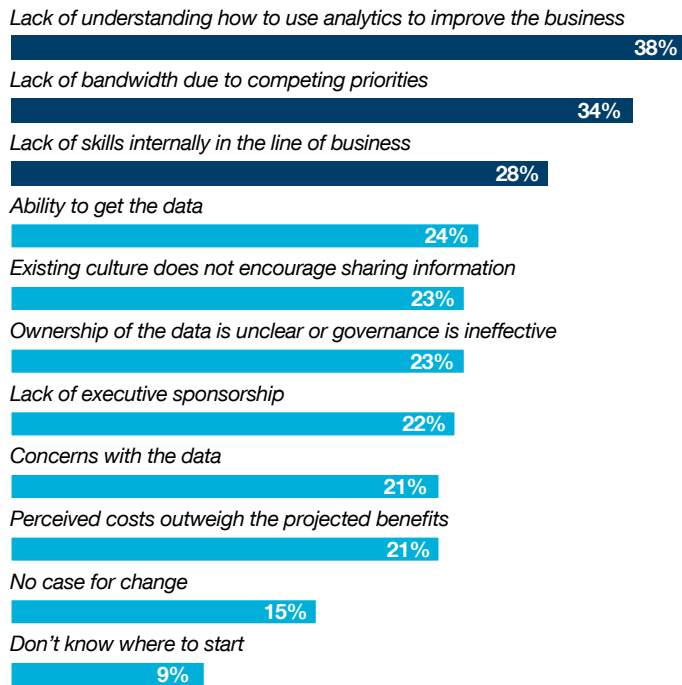 Lack of understanding how to use analytics to improve the business
38%
Lack of bandwidth due to competing priorities
34%
Lack of skills internally in the line of business
28%
Ability to get the data
24%
Existing culture does not encourage sharing information
23%
Ownership of the data is unclear or governance is ineffective
23%
Lack of executive sponsorship
22%
Concerns with the data
21%
Perceived costs outweigh the projected benefits
21%
No case for change
15%
Don’t know where to start
9%